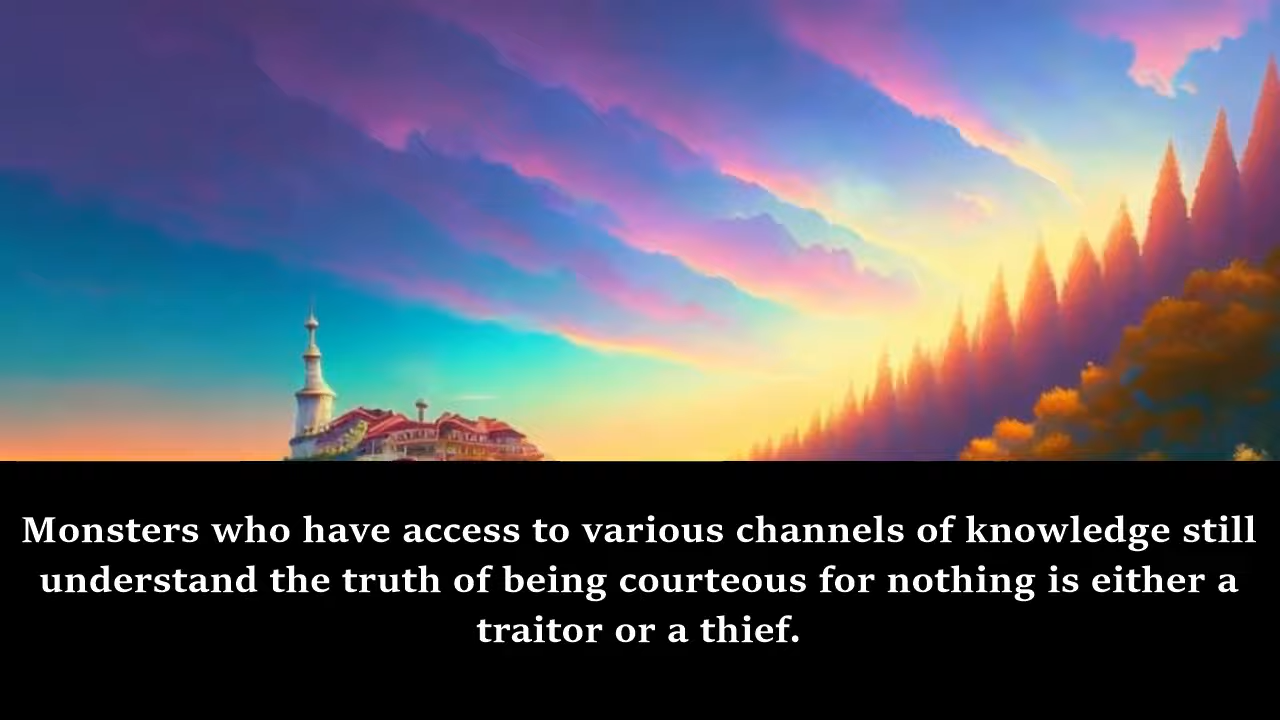 Monsters who have access to various channels of knowledge still
understand the truth of being courteous for nothing is either a
traitor or a thief.